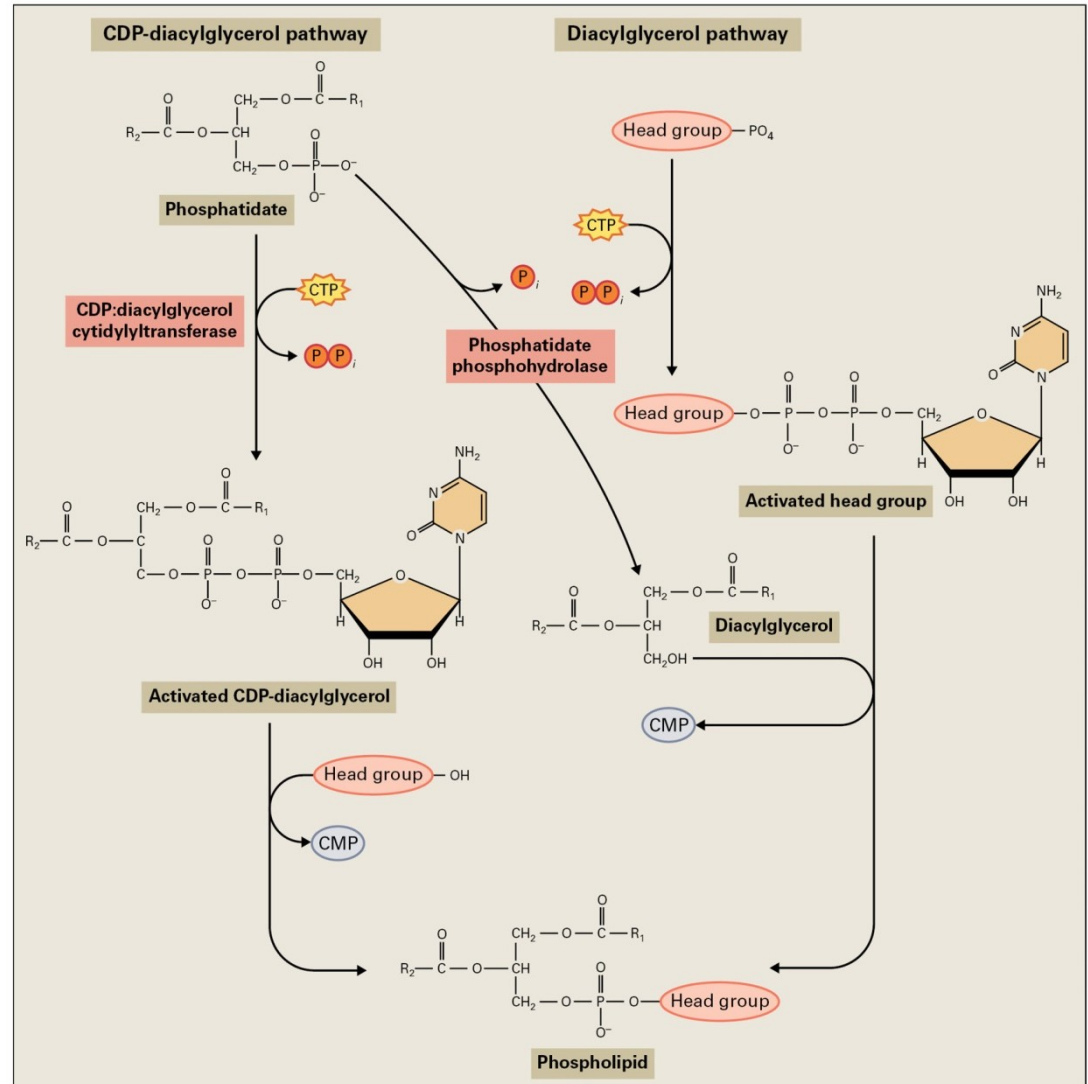 CDP-diacylglycerol pathway
Diacylglycerol pathway
O
CH₂—O—C—R₁
O
R₂—C—O—CH
O
CH₂—O—P—O⁻
O⁻
Phosphatidate
Head group—PO₄
CTP
P P i
P i
CTP
P P i
CDP:diacylglycerol
cytidylyltransferase
Phosphatidate
phosphohydrolase
NH₂
N
O
N
O O
Head group—O—P—O—P—O—CH₂
O
O⁻ O⁻
H H
OH OH
Activated head group
NH₂
N
O
N
O
CH₂—O—C—R₁
O
R₂—C—O—C
O O
C—O—P—O—P—O—CH₂
O
O⁻ O⁻
H H
OH OH
Activated CDP-diacylglycerol
O
CH₂—O—C—R₁
O
R₂—C—O—CH
CH₂OH
Diacylglycerol
CMP
Head group—OH
CMP
O
CH₂—O—C—R₁
O
R₂—C—O—CH
O
CH₂—O—P—O—Head group
O⁻
Phospholipid